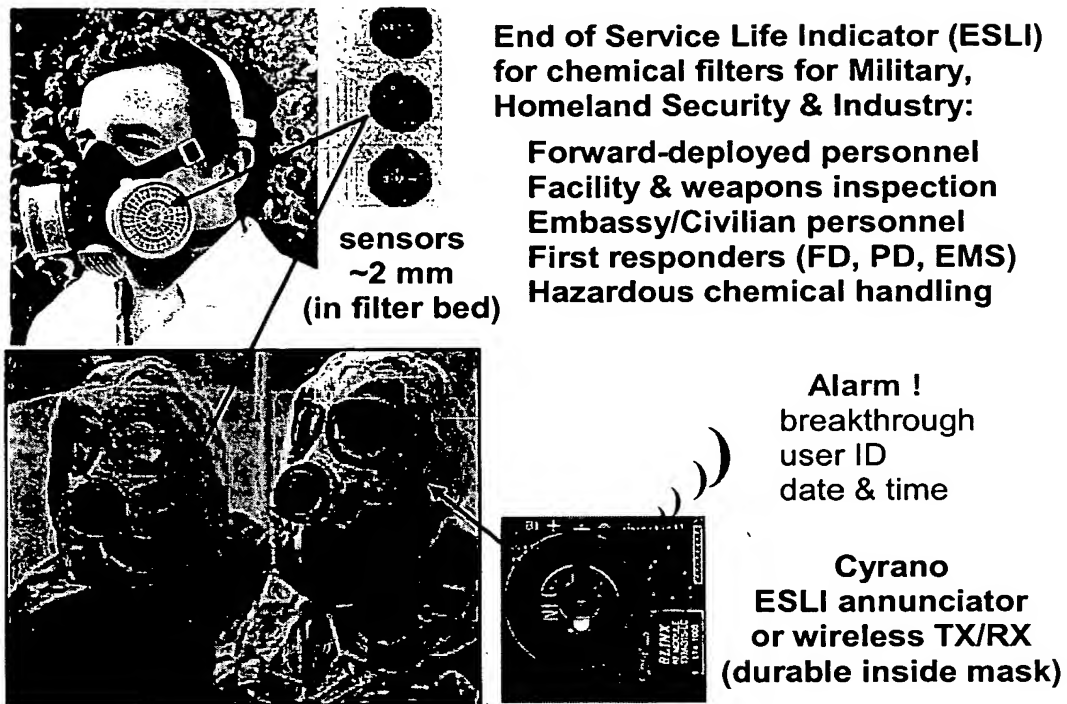 End of Service Life Indicator (ESLI)
for chemical filters for Military,
Homeland Security & Industry:
Forward-deployed personnel
Facility & weapons inspection
Embassy/Civilian personnel
First responders (FD, PD, EMS)
Hazardous chemical handling
sensors
~2 mm
(in filter bed)
Alarm !
breakthrough
user ID
date & time
Cyrano
ESLI annunciator
or wireless TX/RX
(durable inside mask)